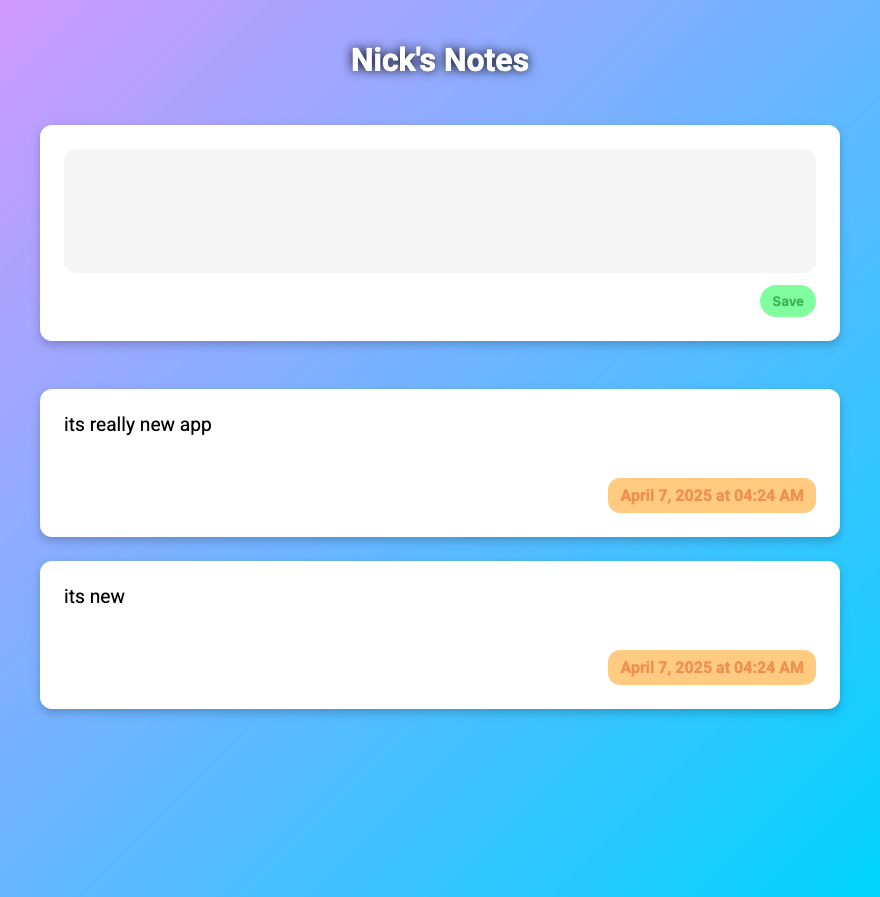 Nick's Notes
Save
its really new app
April 7, 2025 at 04:24 AM
its new
April 7, 2025 at 04:24 AM